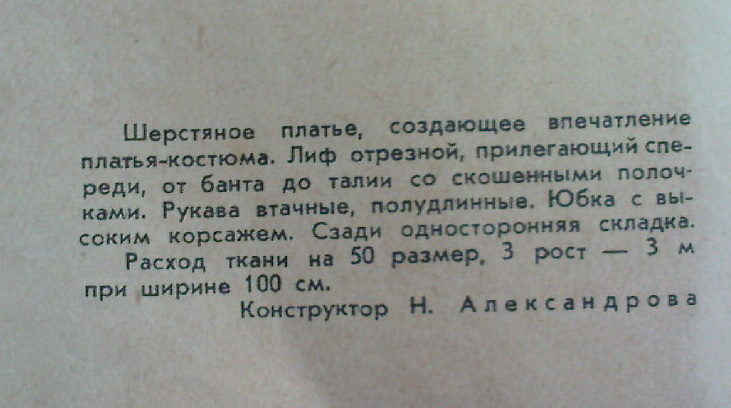 Шерстяное платье, создающее впечатление
платья-костюма. Лиф отрезной, прилегающий спе-
реди, от банта до талии со скошенными полоч-
ками. Рукава втачные, полудлинные. Юбка с вы-
соким корсажем. Сзади односторонняя складка.
Расход ткани на 50 размер, 3 рост — 3 м
при ширине 100 см.
Конструктор Н. Александрова